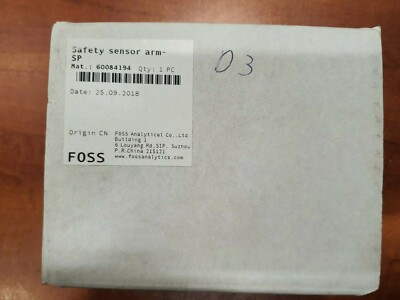 Safety sensor arm-
SP
Mat.: 60084194 Qty: 1 PC
Date: 25.09.2018
Origin CN
FOSS Analytical Co.,Ltd
Building 1
6 Louyang Rd.SIP. Suzhou
P.R.China 215121
www.fossanalytics.com
FOSS
D3